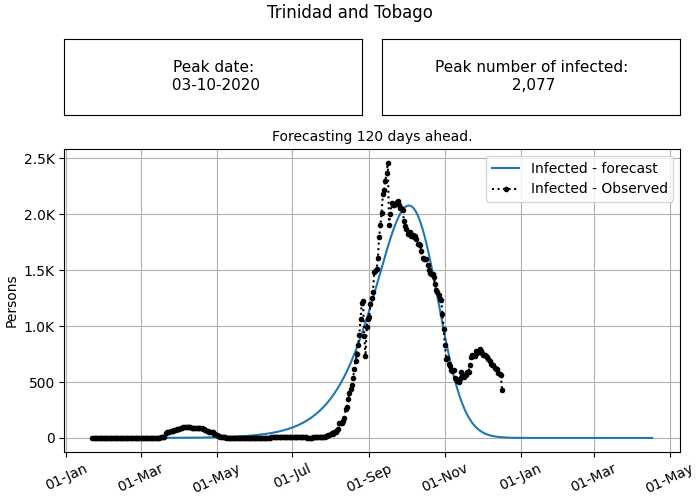 Trinidad and Tobago
Peak date:
03-10-2020
Peak number of infected:
2,077
Forecasting 120 days ahead.
2.5K
2.0K
1.5K
1.0K
500
0
Persons
Infected - forecast
Infected - Observed
01-Jan
01-Mar
01-May
01-Jul
01-Sep
01-Nov
01-Jan
01-Mar
01-May